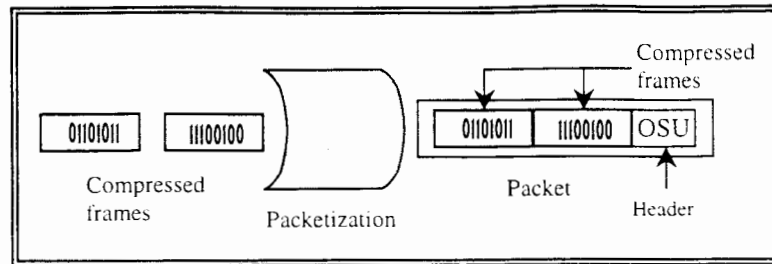 Compressed
frames
01101011
11100100
OSU
01101011
11100100
Compressed
frames
Packetization
Packet
Header